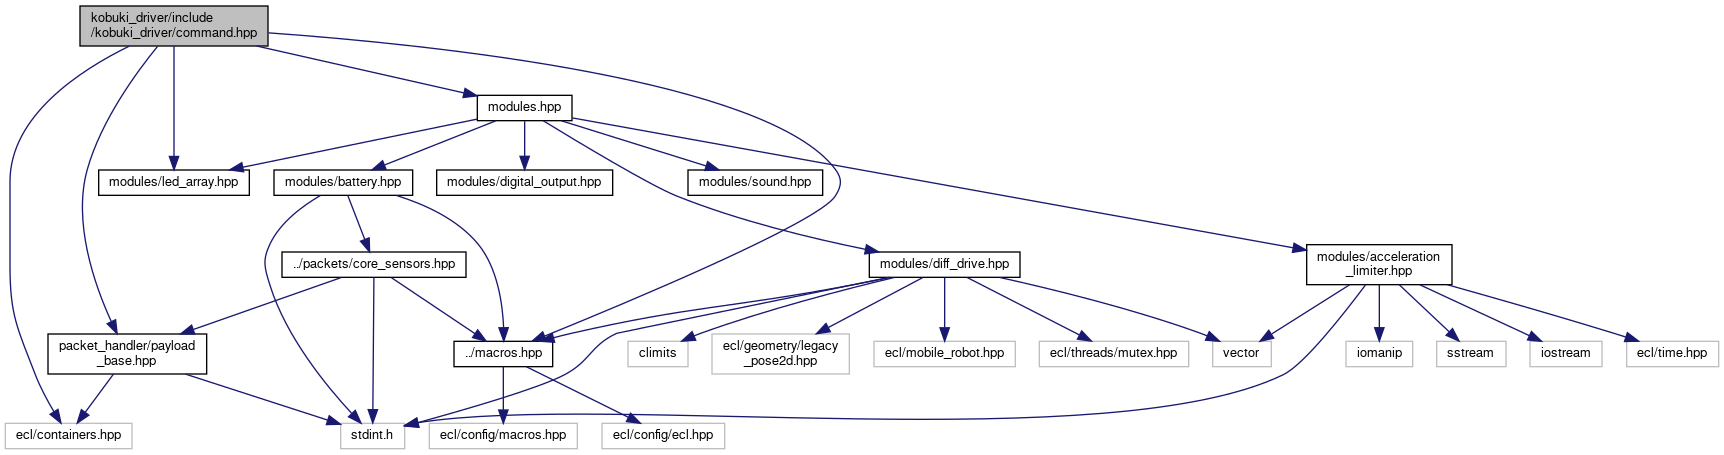 kobuki_driver/include
/kobuki_driver/command.hpp
modules.hpp
modules/led_array.hpp
modules/battery.hpp
modules/digital_output.hpp
modules/sound.hpp
../packets/core_sensors.hpp
modules/diff_drive.hpp
modules/acceleration
_limiter.hpp
packet_handler/payload
_base.hpp
../macros.hpp
climits
ecl/geometry/legacy
_pose2d.hpp
ecl/mobile_robot.hpp
ecl/threads/mutex.hpp
vector
iomanip
sstream
iostream
ecl/time.hpp
ecl/containers.hpp
stdint.h
ecl/config/macros.hpp
ecl/config/ecl.hpp